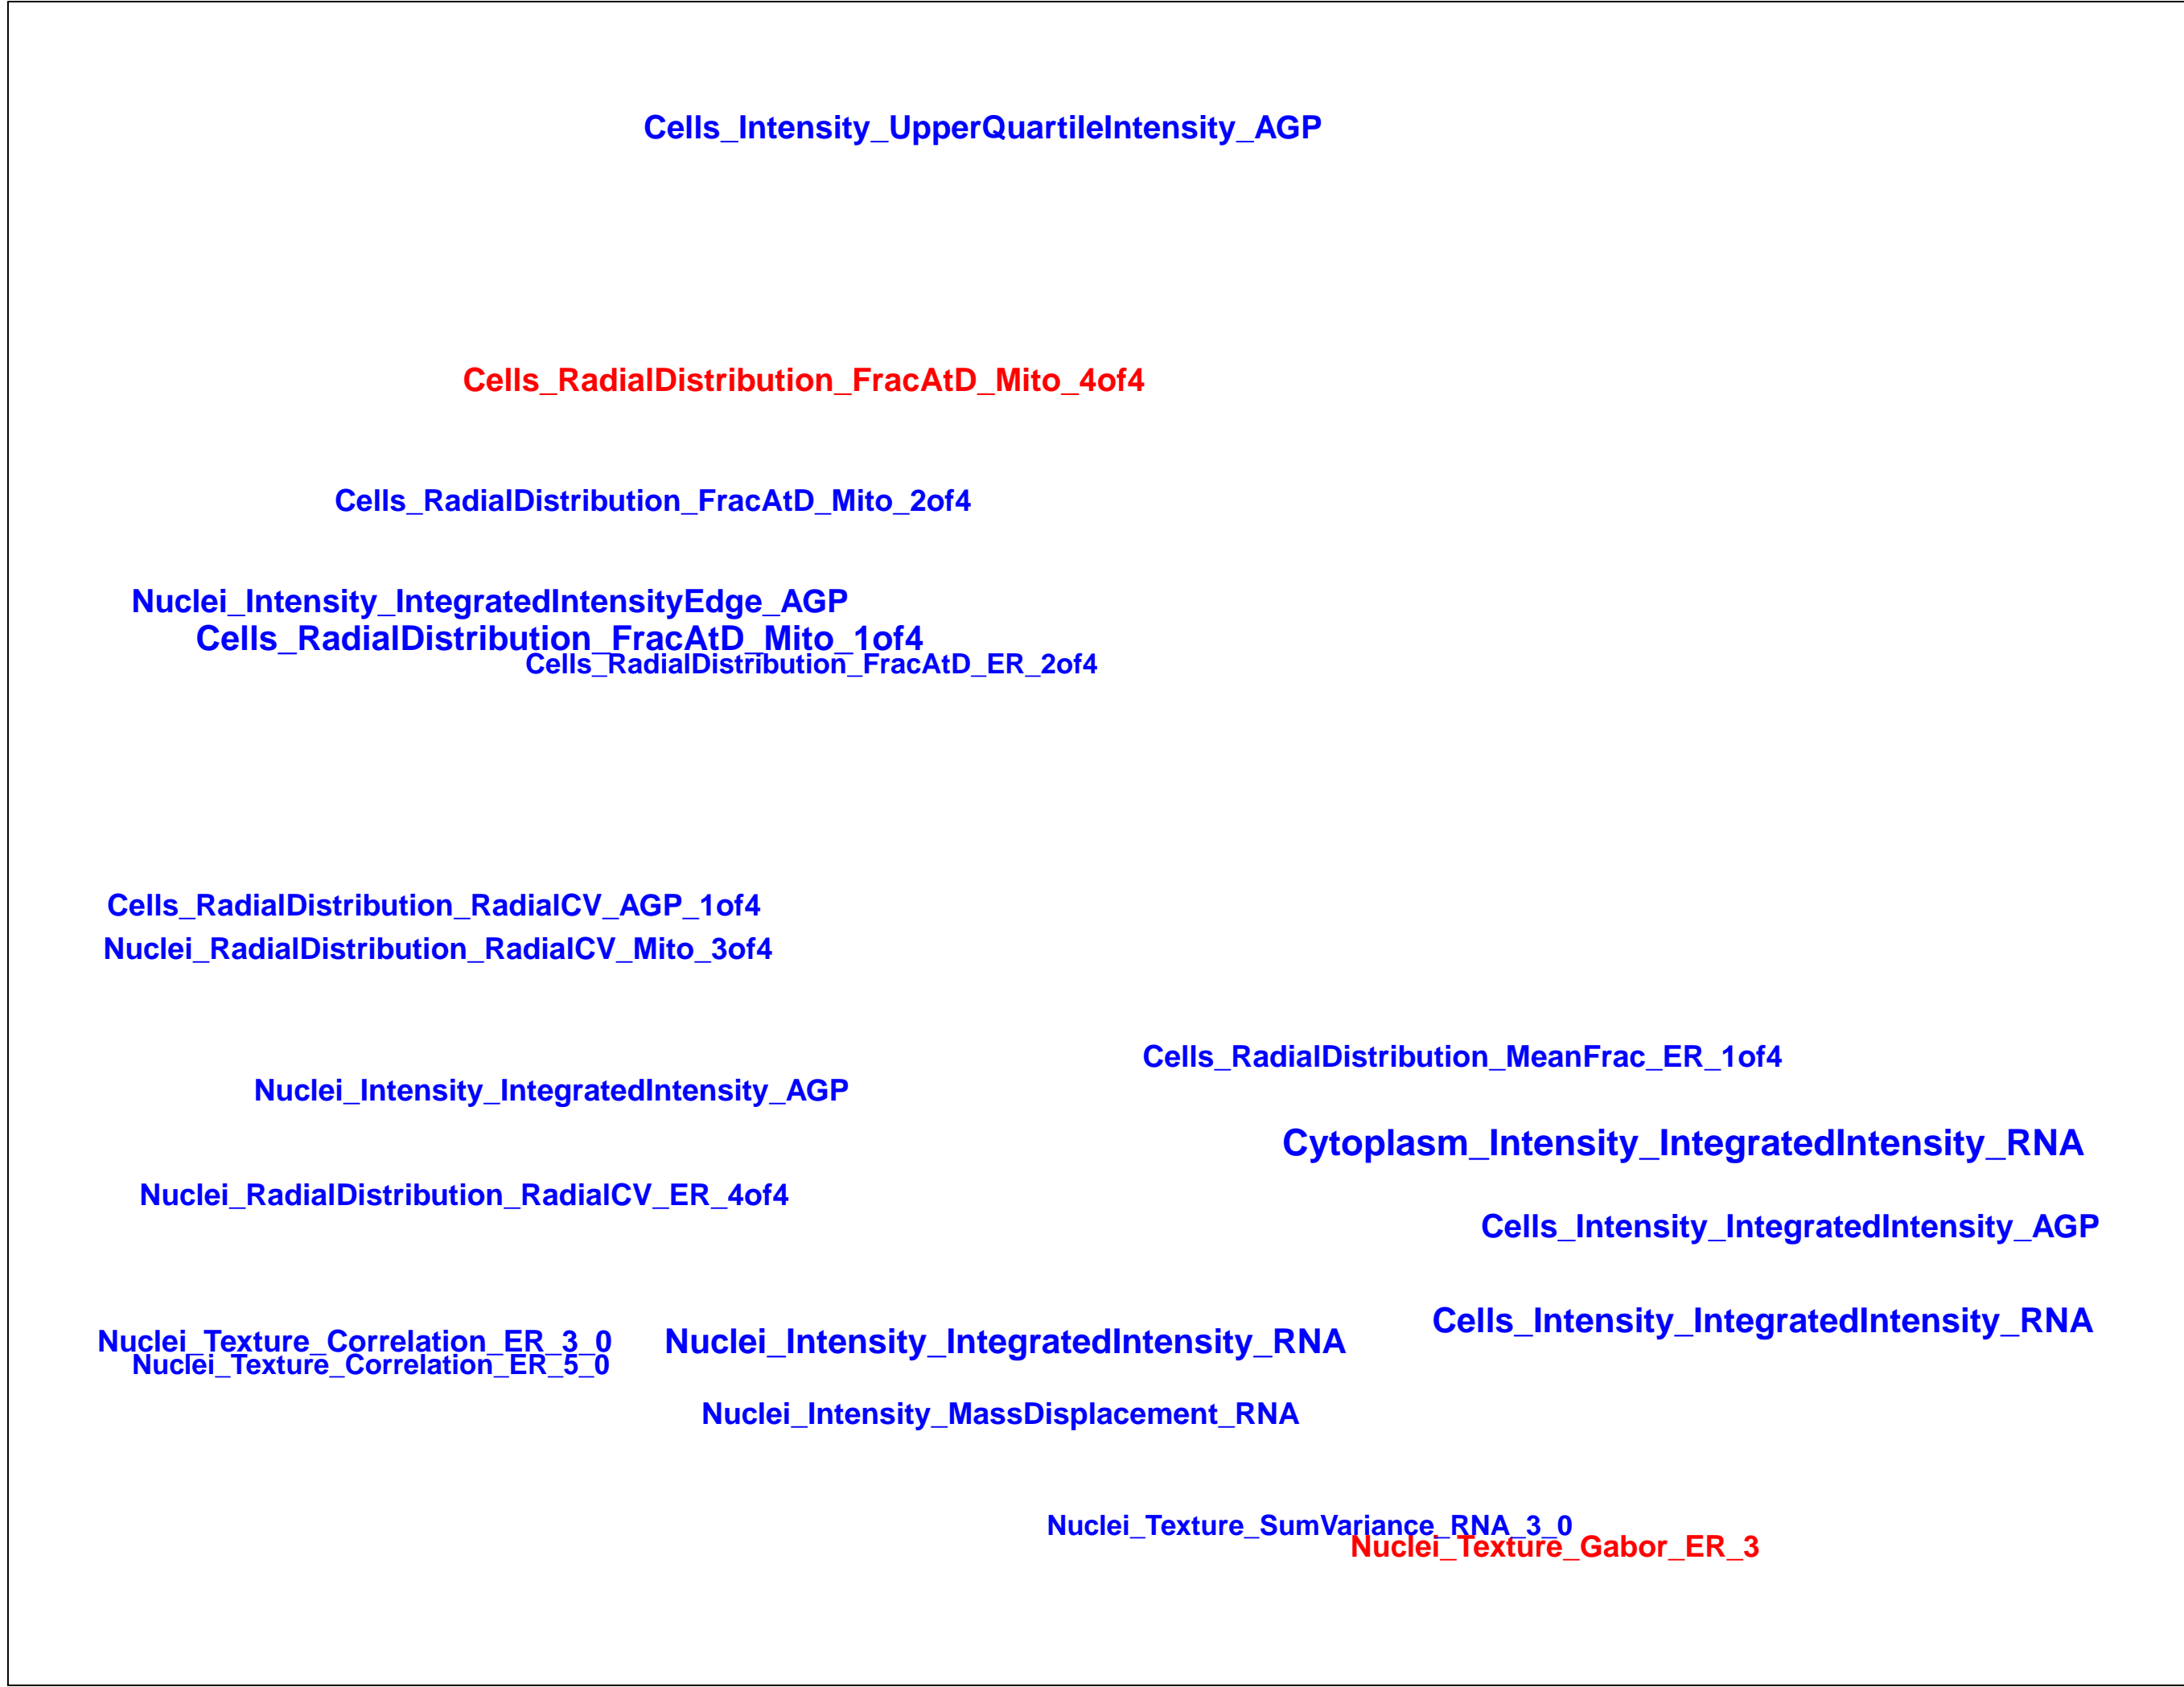 Cells_Intensity_UpperQuartileIntensity_AGP
Cells_RadialDistribution_FracAtD_Mito_4of4
Cells_RadialDistribution_FracAtD_Mito_2of4
Nuclei_Intensity_IntegratedIntensityEdge_AGP
Cells_RadialDistribution_FracAtD_Mito_1of4
Cells_RadialDistribution_FracAtD_ER_2of4
Cells_RadialDistribution_RadialCV_AGP_1of4
Nuclei_RadialDistribution_RadialCV_Mito_3of4
Cells_RadialDistribution_MeanFrac_ER_1of4
Nuclei_Intensity_IntegratedIntensity_AGP
Cytoplasm_Intensity_IntegratedIntensity_RNA
Nuclei_RadialDistribution_RadialCV_ER_4of4
Cells_Intensity_IntegratedIntensity_AGP
Cells_Intensity_IntegratedIntensity_RNA
Nuclei_Texture_Correlation_ER_3_0
Nuclei_Intensity_IntegratedIntensity_RNA
Nuclei_Texture_Correlation_ER_5_0
Nuclei_Intensity_MassDisplacement_RNA
Nuclei_Texture_SumVariance_RNA_3_0
Nuclei_Texture_Gabor_ER_3